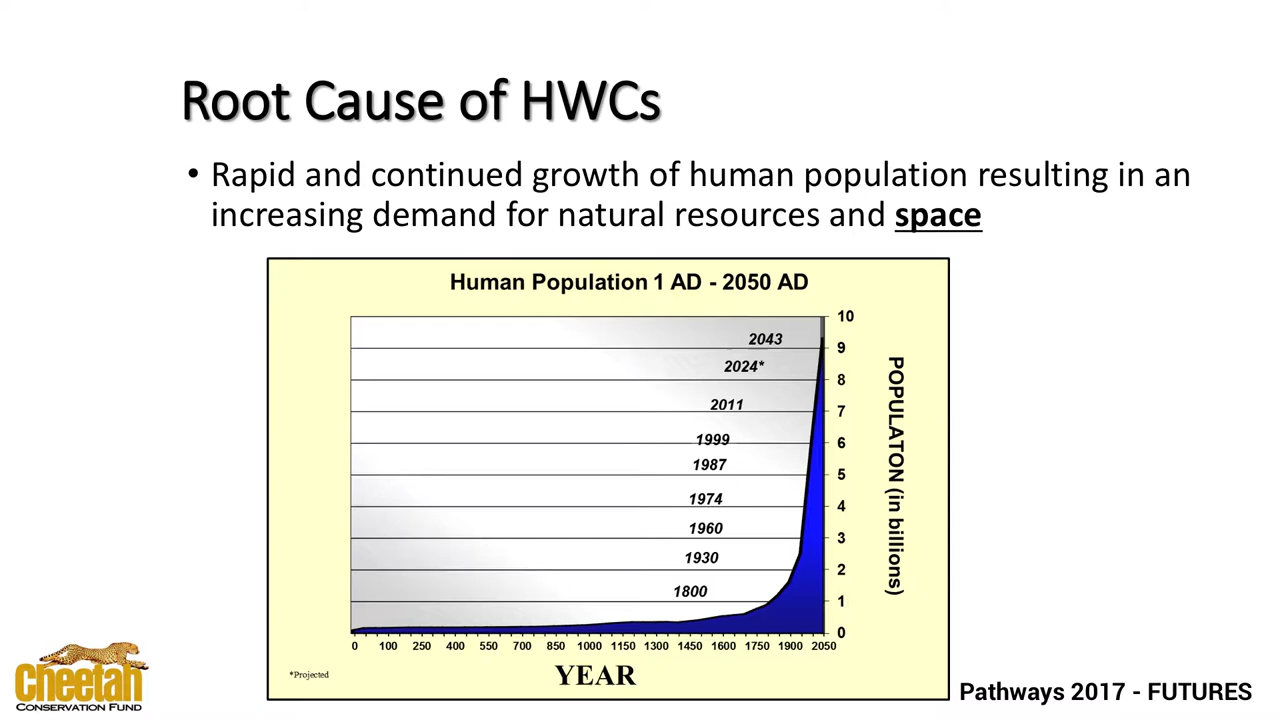 Root Cause of HWCs
• Rapid and continued growth of human population resulting in an
increasing demand for natural resources and space
Human Population 1 AD - 2050 AD
10
2043
9
2024*
8
2011
7
1999
6
1987
5
1974
4
1960
3
1930
2
1800
1
0
POPULATON (in billions)
0 100 250 400 550 700 850 1000 1150 1300 1450 1600 1750 1900 2050
*Projected
YEAR
Cheetah
CONSERVATION FUND
Pathways 2017 - FUTURES